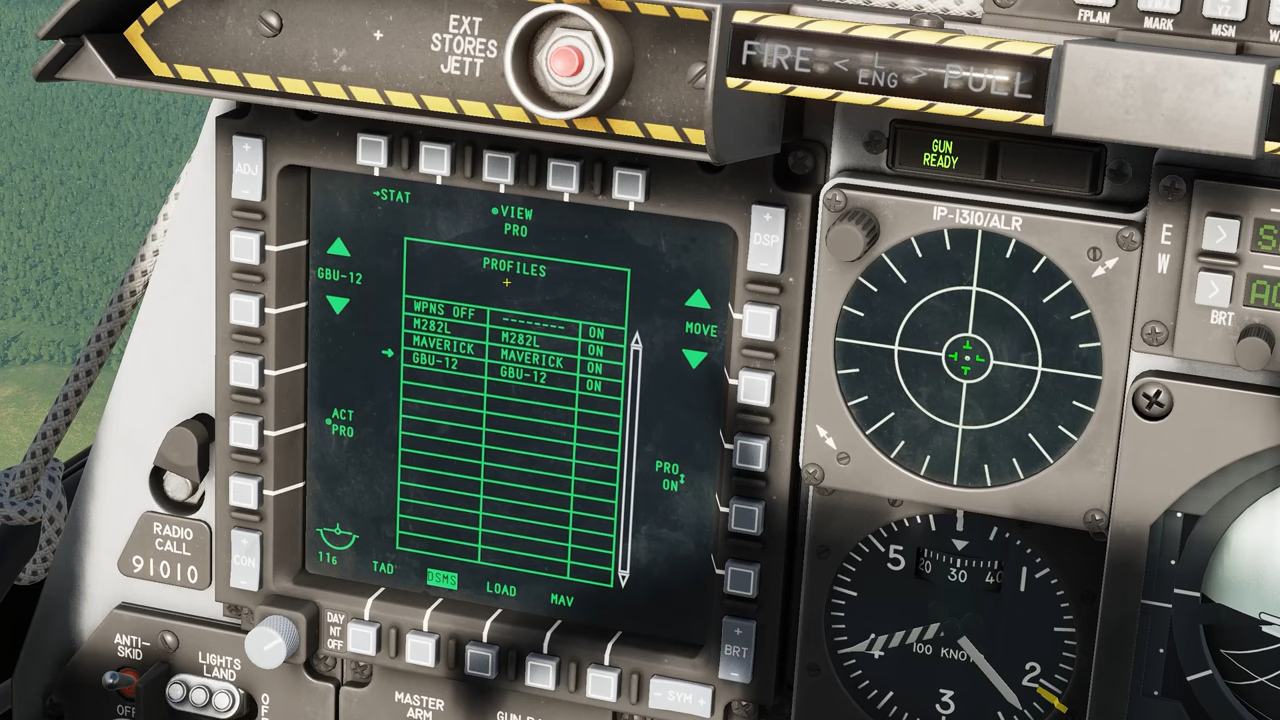 EXT
STORES
JETT
FIRE < L ENG > PULL
FPLAN
MARK
MSN
GUN
READY
ADJ
DSP
→STAT
VIEW
PRO
GBU-12
PROFILES
WPNS OFF -------- ON
M282L M282L ON
MAVERICK MAVERICK ON
GBU-12 GBU-12 ON
MOVE
ACT
PRO
PRO
ON
116
TAD
DSMS
LOAD
MAV
CON
BRT
SYM
DAY
NT
OFF
IP-1310/ALR
E
W
BRT
RADIO
CALL
91010
ANTI-
SKID
OFF
LIGHTS
LAND
MASTER
ARM
5
20 30 40
1
4
100 KNOT
2
3